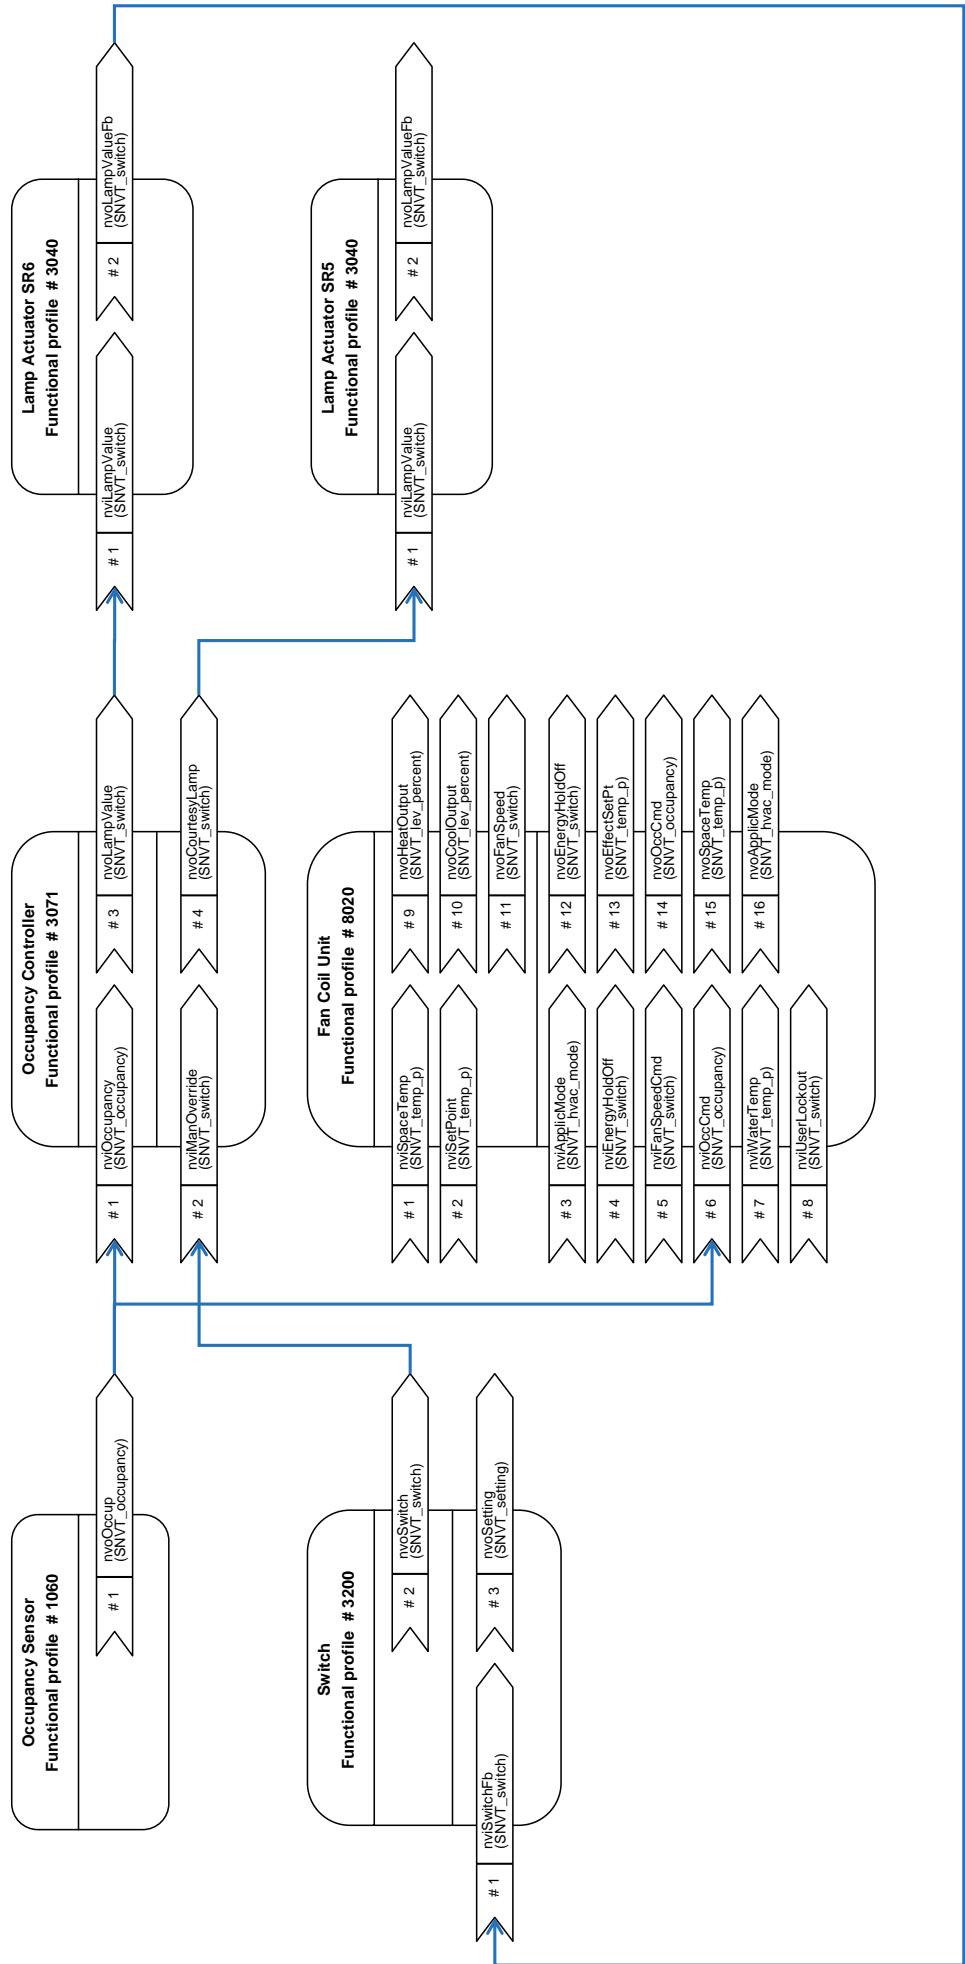 Occupancy Sensor
Functional profile # 1060
# 1
nvoOccup
(SNVT_occupancy)
Switch
Functional profile # 3200
# 2
nvoSwitch
(SNVT_switch)
# 1
nviSwitchFb
(SNVT_switch)
# 3
nvoSetting
(SNVT_setting)
Occupancy Controller
Functional profile # 3071
# 1
nviOccupancy
(SNVT_occupancy)
# 3
nvoLampValue
(SNVT_switch)
# 2
nviManOverride
(SNVT_switch)
# 4
nvoCourtesyLamp
(SNVT_switch)
Fan Coil Unit
Functional profile # 8020
# 1
nviSpaceTemp
(SNVT_temp_p)
# 9
nvoHeatOutput
(SNVT_lev_percent)
# 2
nviSetPoint
(SNVT_temp_p)
# 10
nvoCoolOutput
(SNVT_lev_percent)
# 11
nvoFanSpeed
(SNVT_switch)
# 3
nviApplicMode
(SNVT_hvac_mode)
# 12
nvoEnergyHoldOff
(SNVT_switch)
# 4
nviEnergyHoldOff
(SNVT_switch)
# 13
nvoEffectSetPt
(SNVT_temp_p)
# 5
nviFanSpeedCmd
(SNVT_switch)
# 14
nvoOccCmd
(SNVT_occupancy)
# 6
nviOccCmd
(SNVT_occupancy)
# 15
nvoSpaceTemp
(SNVT_temp_p)
# 7
nviWaterTemp
(SNVT_temp_p)
# 16
nvoApplicMode
(SNVT_hvac_mode)
# 8
nviUserLockout
(SNVT_switch)
Lamp Actuator SR6
Functional profile # 3040
# 1
nviLampValue
(SNVT_switch)
# 2
nvoLampValueFb
(SNVT_switch)
Lamp Actuator SR5
Functional profile # 3040
# 1
nviLampValue
(SNVT_switch)
# 2
nvoLampValueFb
(SNVT_switch)